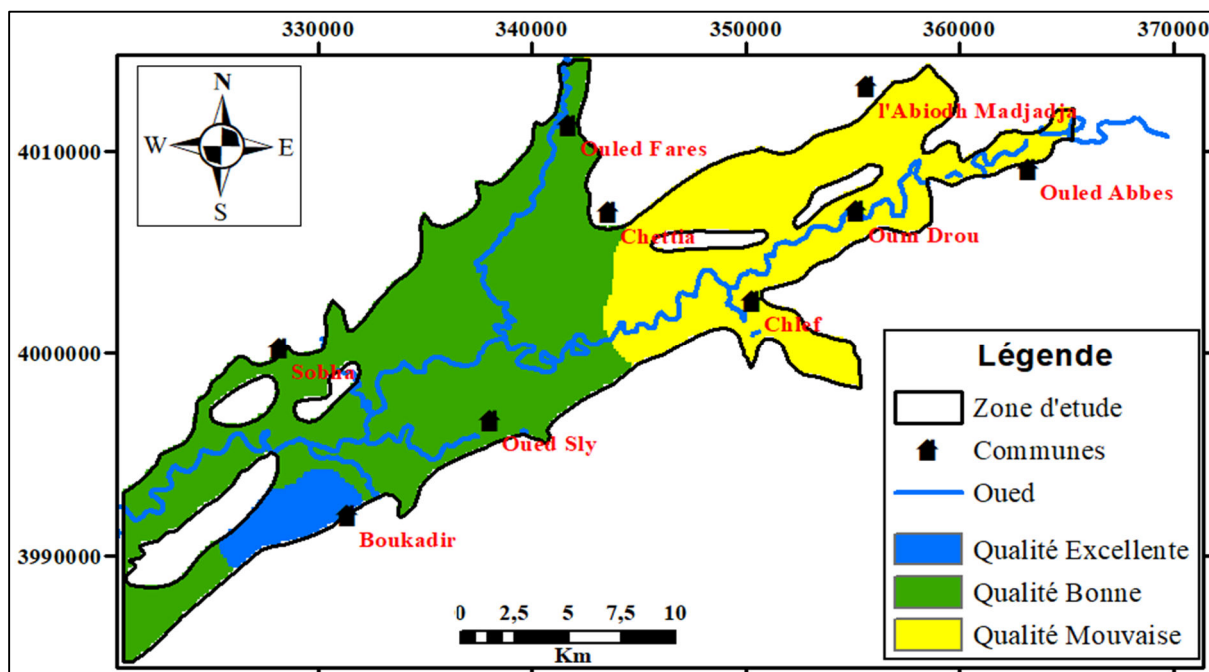 330000 340000 350000 360000 370000
N
W E
S
4010000
4000000
3990000
l'Abiodh Madjadja
Ouled Fares
Ouled Abbes
Chettia
Oum Drou
Chlef
Sobha
Oued Sly
Boukadir
0 2,5 5 7,5 10
Km
Légende
Zone d'etude
Communes
Oued
Qualité Excellente
Qualité Bonne
Qualité Mouvaise